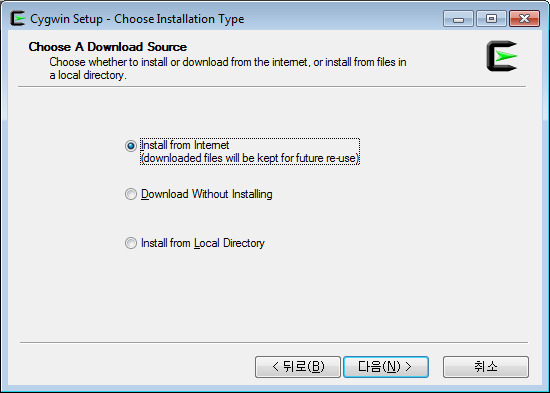 Cygwin Setup - Choose Installation Type
Choose A Download Source
Choose whether to install or download from the internet, or install from files in
a local directory.
Install from Internet
(downloaded files will be kept for future re-use)
Download Without Installing
Install from Local Directory
< 뒤로(B)
다음(N) >
취소